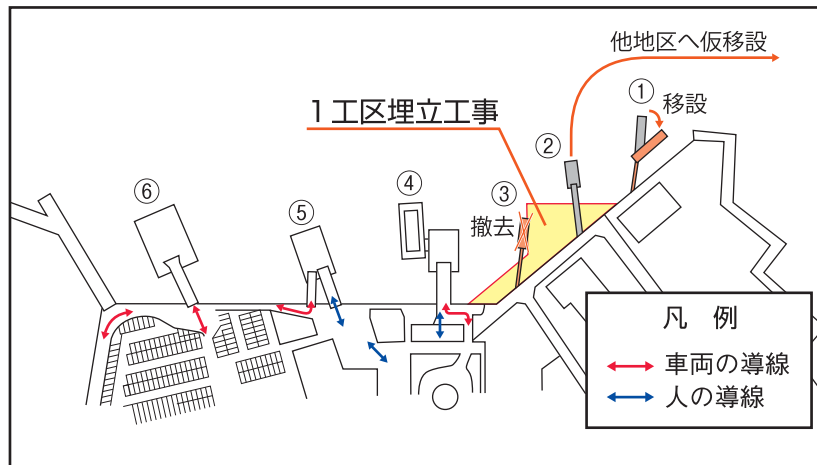 他地区へ仮移設
①
移設
1工区埋立工事
②
⑥
④
③
⑤
撤去
凡 例
車両の導線
人の導線